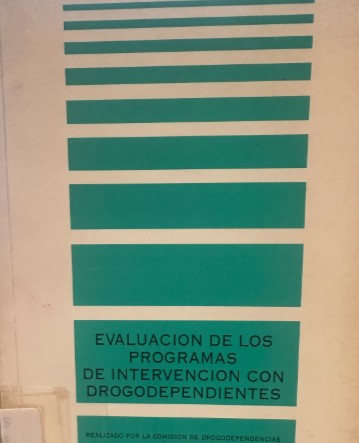 EVALUACION DE LOS
PROGRAMAS
DE INTERVENCION CON
DROGODEPENDIENTES
REALIZADO POR LA COMISION DE DROGODEPENDENCIAS